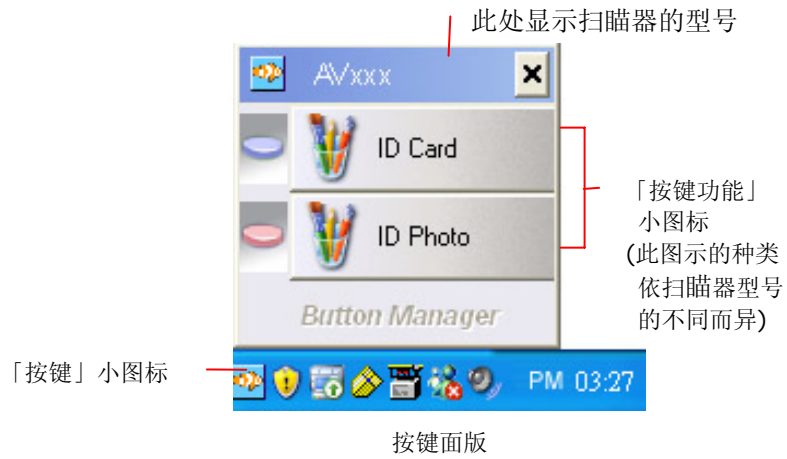 此处显示扫瞄器的型号
AVxxx
ID Card
ID Photo
「按键功能」
小图标
(此图示的种类
依扫瞄器型号
的不同而异)
Button Manager
「按键」小图标
PM 03:27
按键面版